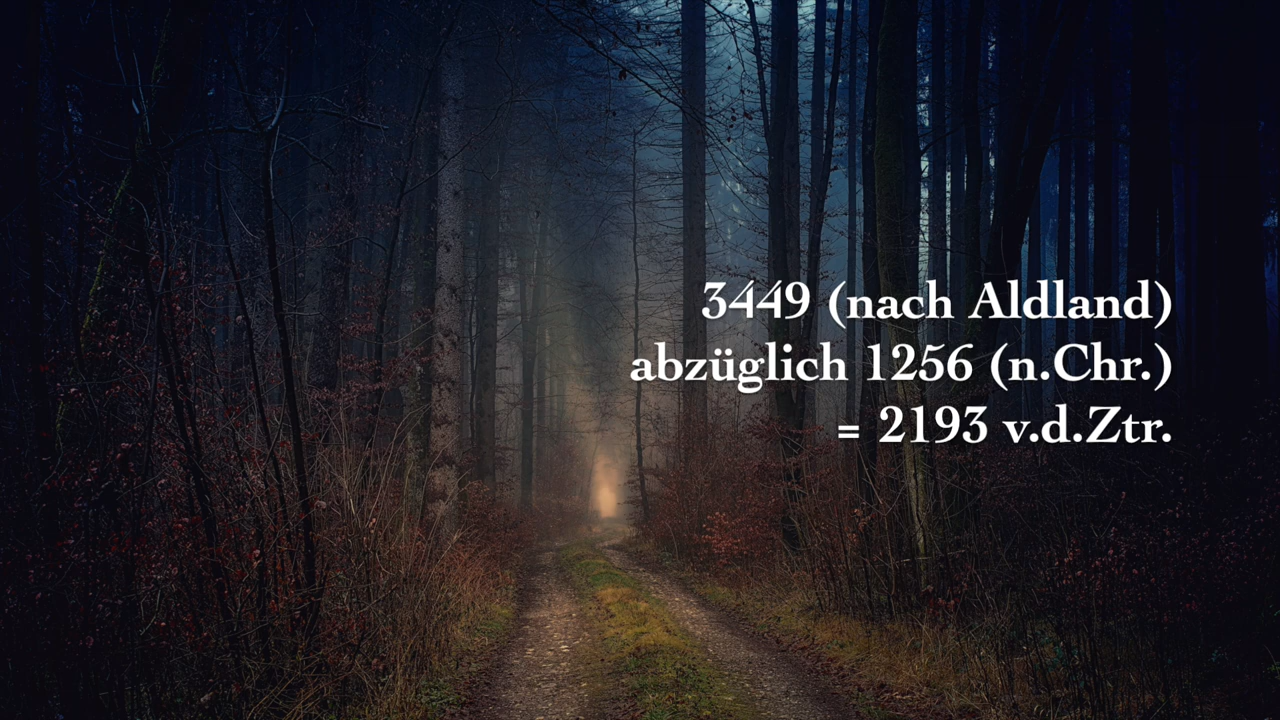 3449 (nach Aldland)
abzüglich 1256 (n.Chr.)
= 2193 v.d.Ztr.